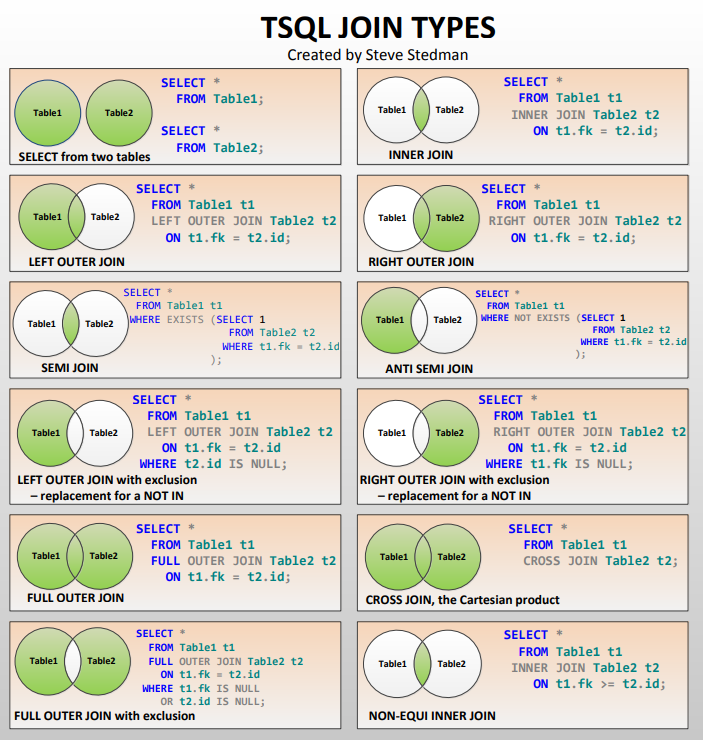 TSQL JOIN TYPES
Created by Steve Stedman
Table1
Table2
SELECT *
FROM Table1;
SELECT *
FROM Table2;
SELECT from two tables
Table1
Table2
SELECT *
FROM Table1 t1
INNER JOIN Table2 t2
ON t1.fk = t2.id;
INNER JOIN
Table1
Table2
SELECT *
FROM Table1 t1
LEFT OUTER JOIN Table2 t2
ON t1.fk = t2.id;
LEFT OUTER JOIN
Table1
Table2
SELECT *
FROM Table1 t1
RIGHT OUTER JOIN Table2 t2
ON t1.fk = t2.id;
RIGHT OUTER JOIN
Table1
Table2
SELECT *
FROM Table1 t1
WHERE EXISTS (SELECT 1
FROM Table2 t2
WHERE t1.fk = t2.id
);
SEMI JOIN
Table1
Table2
SELECT *
FROM Table1 t1
WHERE NOT EXISTS (SELECT 1
FROM Table2 t2
WHERE t1.fk = t2.id
);
ANTI SEMI JOIN
Table1
Table2
SELECT *
FROM Table1 t1
LEFT OUTER JOIN Table2 t2
ON t1.fk = t2.id
WHERE t2.id IS NULL;
LEFT OUTER JOIN with exclusion
– replacement for a NOT IN
Table1
Table2
SELECT *
FROM Table1 t1
RIGHT OUTER JOIN Table2 t2
ON t1.fk = t2.id
WHERE t1.fk IS NULL;
RIGHT OUTER JOIN with exclusion
– replacement for a NOT IN
Table1
Table2
SELECT *
FROM Table1 t1
FULL OUTER JOIN Table2 t2
ON t1.fk = t2.id;
FULL OUTER JOIN
Table1
Table2
SELECT *
FROM Table1 t1
CROSS JOIN Table2 t2;
CROSS JOIN, the Cartesian product
Table1
Table2
SELECT *
FROM Table1 t1
FULL OUTER JOIN Table2 t2
ON t1.fk = t2.id
WHERE t1.fk IS NULL
OR t2.id IS NULL;
FULL OUTER JOIN with exclusion
Table1
Table2
SELECT *
FROM Table1 t1
INNER JOIN Table2 t2
ON t1.fk >= t2.id;
NON-EQUI INNER JOIN